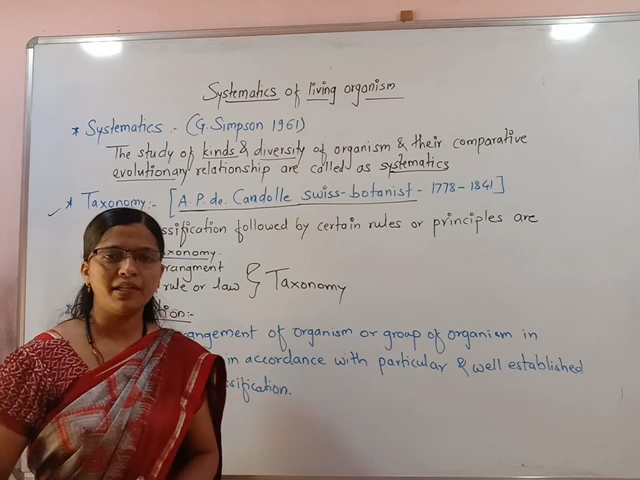 Systematics of living organism
* Systematics :- (G. Simpson 1961)
The study of kinds & diversity of organism & their comparative
evolutionary relationship are called as systematics
* Taxonomy :- [A. P. de. Candolle swiss-botanist - 1778 - 1841]
ssification followed by certain rules or principles are
xonomy.
rangment
rule or law } Taxonomy
tion:-
rangement of organism or group of organism in
in accordance with particular & well established
sification.